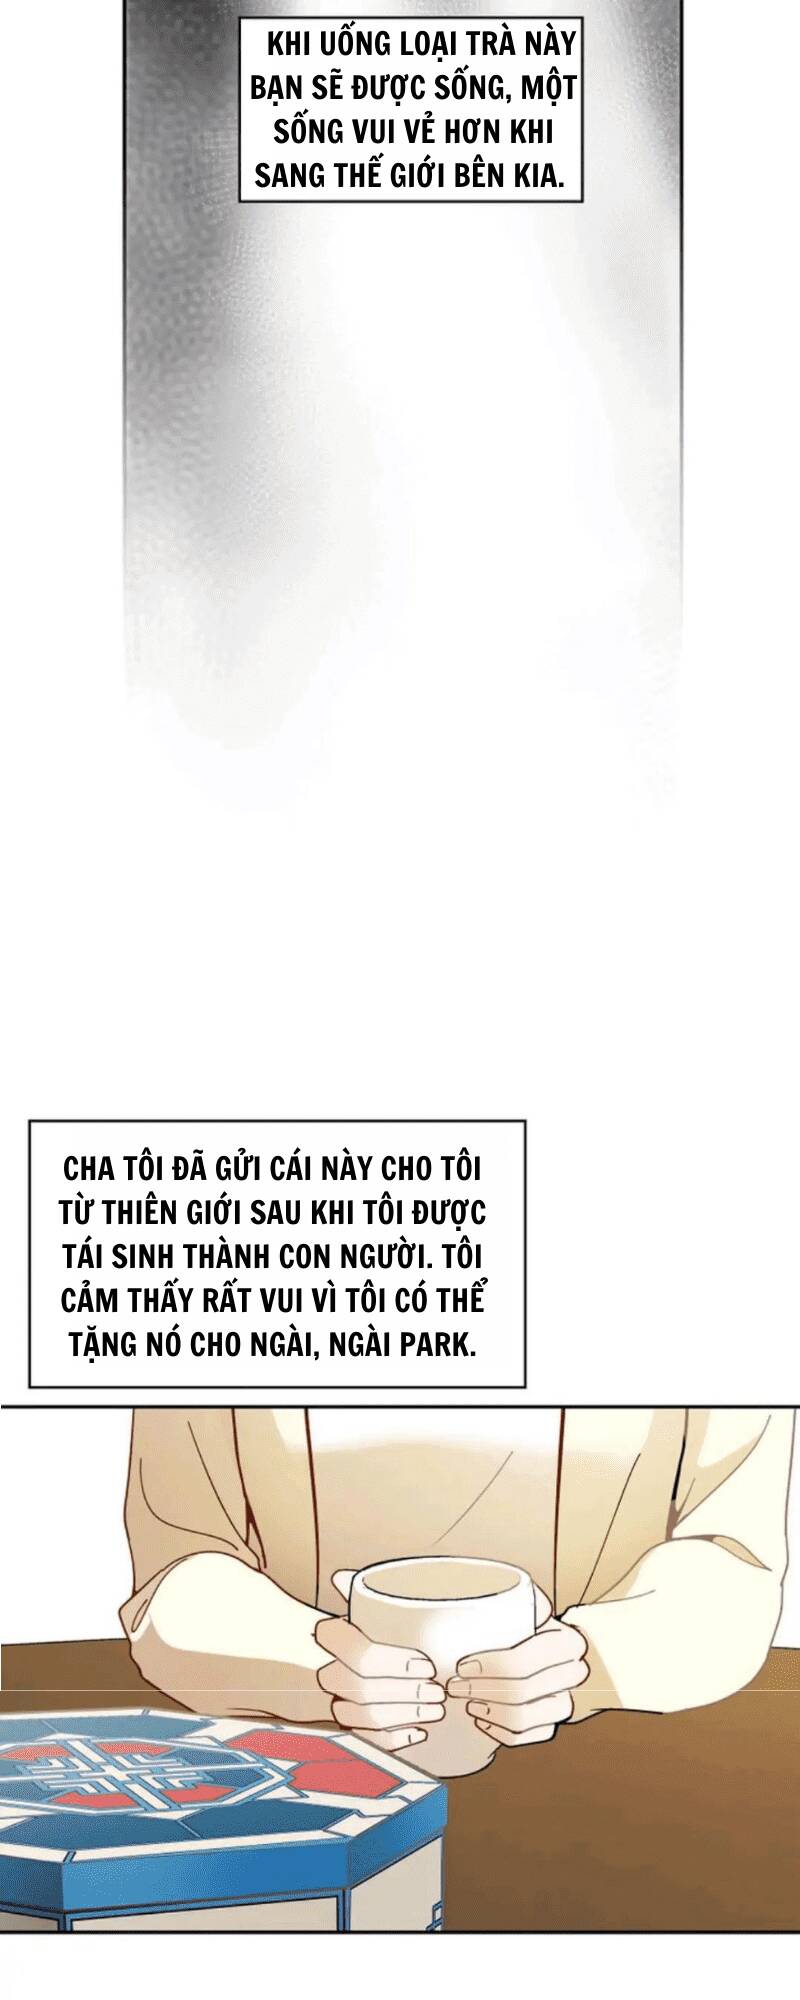 KHI UỐNG LOẠI TRÀ NÀY
BẠN SẼ ĐƯỢC SỐNG, MỘT
SỐNG VUI VẺ HƠN KHI
SANG THẾ GIỚI BÊN KIA.
CHA TÔI ĐÃ GỬI CÁI NÀY CHO TÔI
TỪ THIÊN GIỚI SAU KHI TÔI ĐƯỢC
TÁI SINH THÀNH CON NGƯỜI. TÔI
CẢM THẤY RẤT VUI VÌ TÔI CÓ THỂ
TẶNG NÓ CHO NGÀI, NGÀI PARK.